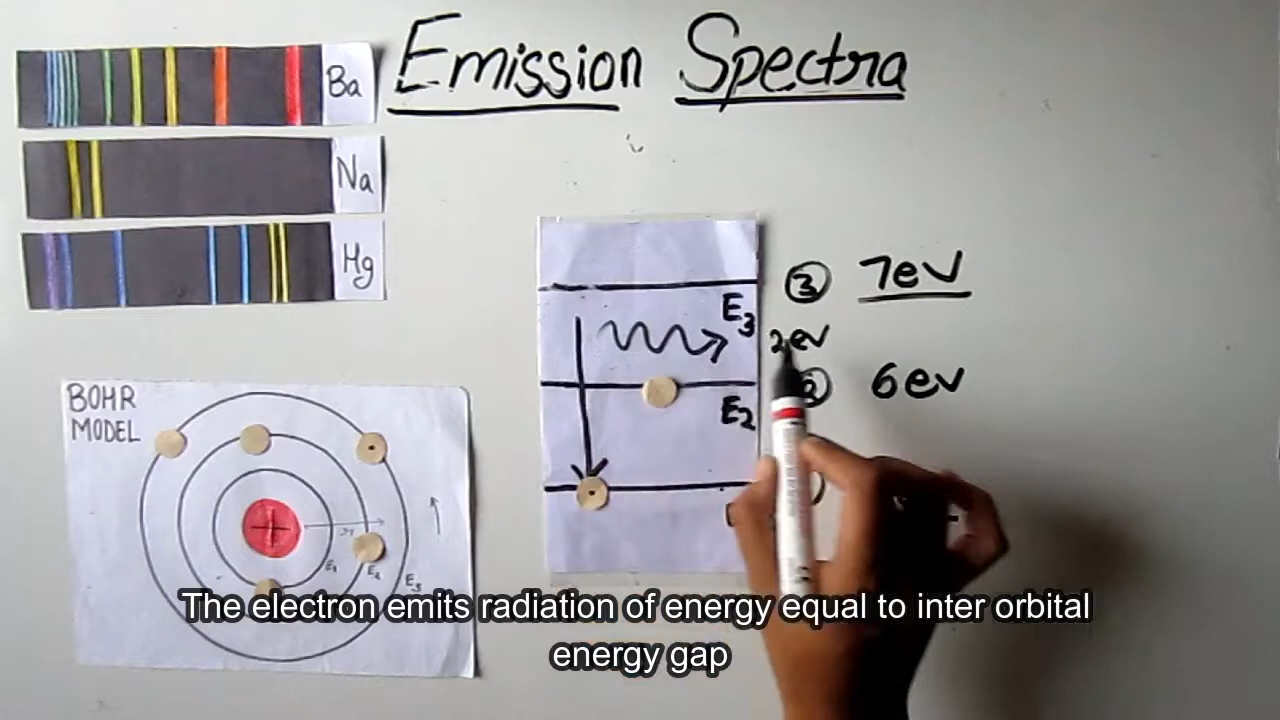 Emission Spectra
Ba
Na
Hg
BOHR
MODEL
E1
E2
E3
E3
E2
③ 7eV
2ev
6ev
The electron emits radiation of energy equal to inter orbital
energy gap